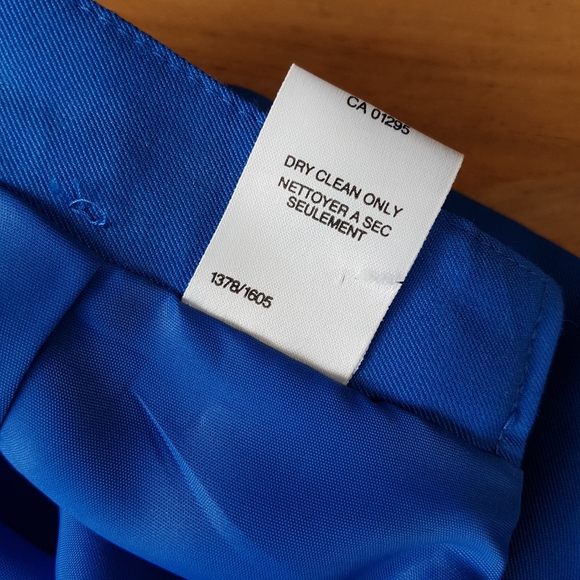 CA 01295
DRY CLEAN ONLY
NETTOYER A SEC
SEULEMENT
1378/1605